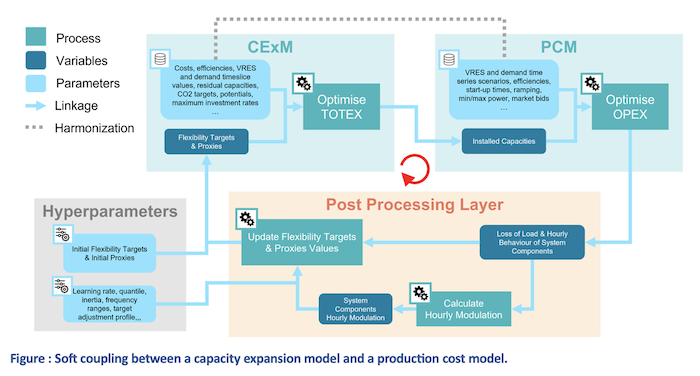 Process
Variables
Parameters
Linkage
Harmonization
CExM
Costs, efficiencies, VRES
and demand timeslice
values, residual capacities,
CO2 targets, potentials,
maximum investment rates
...
Flexibility Targets
& Proxies
Optimise
TOTEX
PCM
VRES and demand time
series scenarios, efficiencies,
start-up times, ramping,
min/max power, market bids
...
Installed Capacities
Optimise
OPEX
Hyperparameters
Initial Flexibility Targets
& Initial Proxies
Learning rate, quantile,
inertia, frequency
ranges, target
adjustment profile,..
Post Processing Layer
Update Flexibility Targets
& Proxies Values
Loss of Load & Hourly
Behaviour of System
Components
System
Components
Hourly Modulation
Calculate
Hourly Modulation
Figure : Soft coupling between a capacity expansion model and a production cost model.